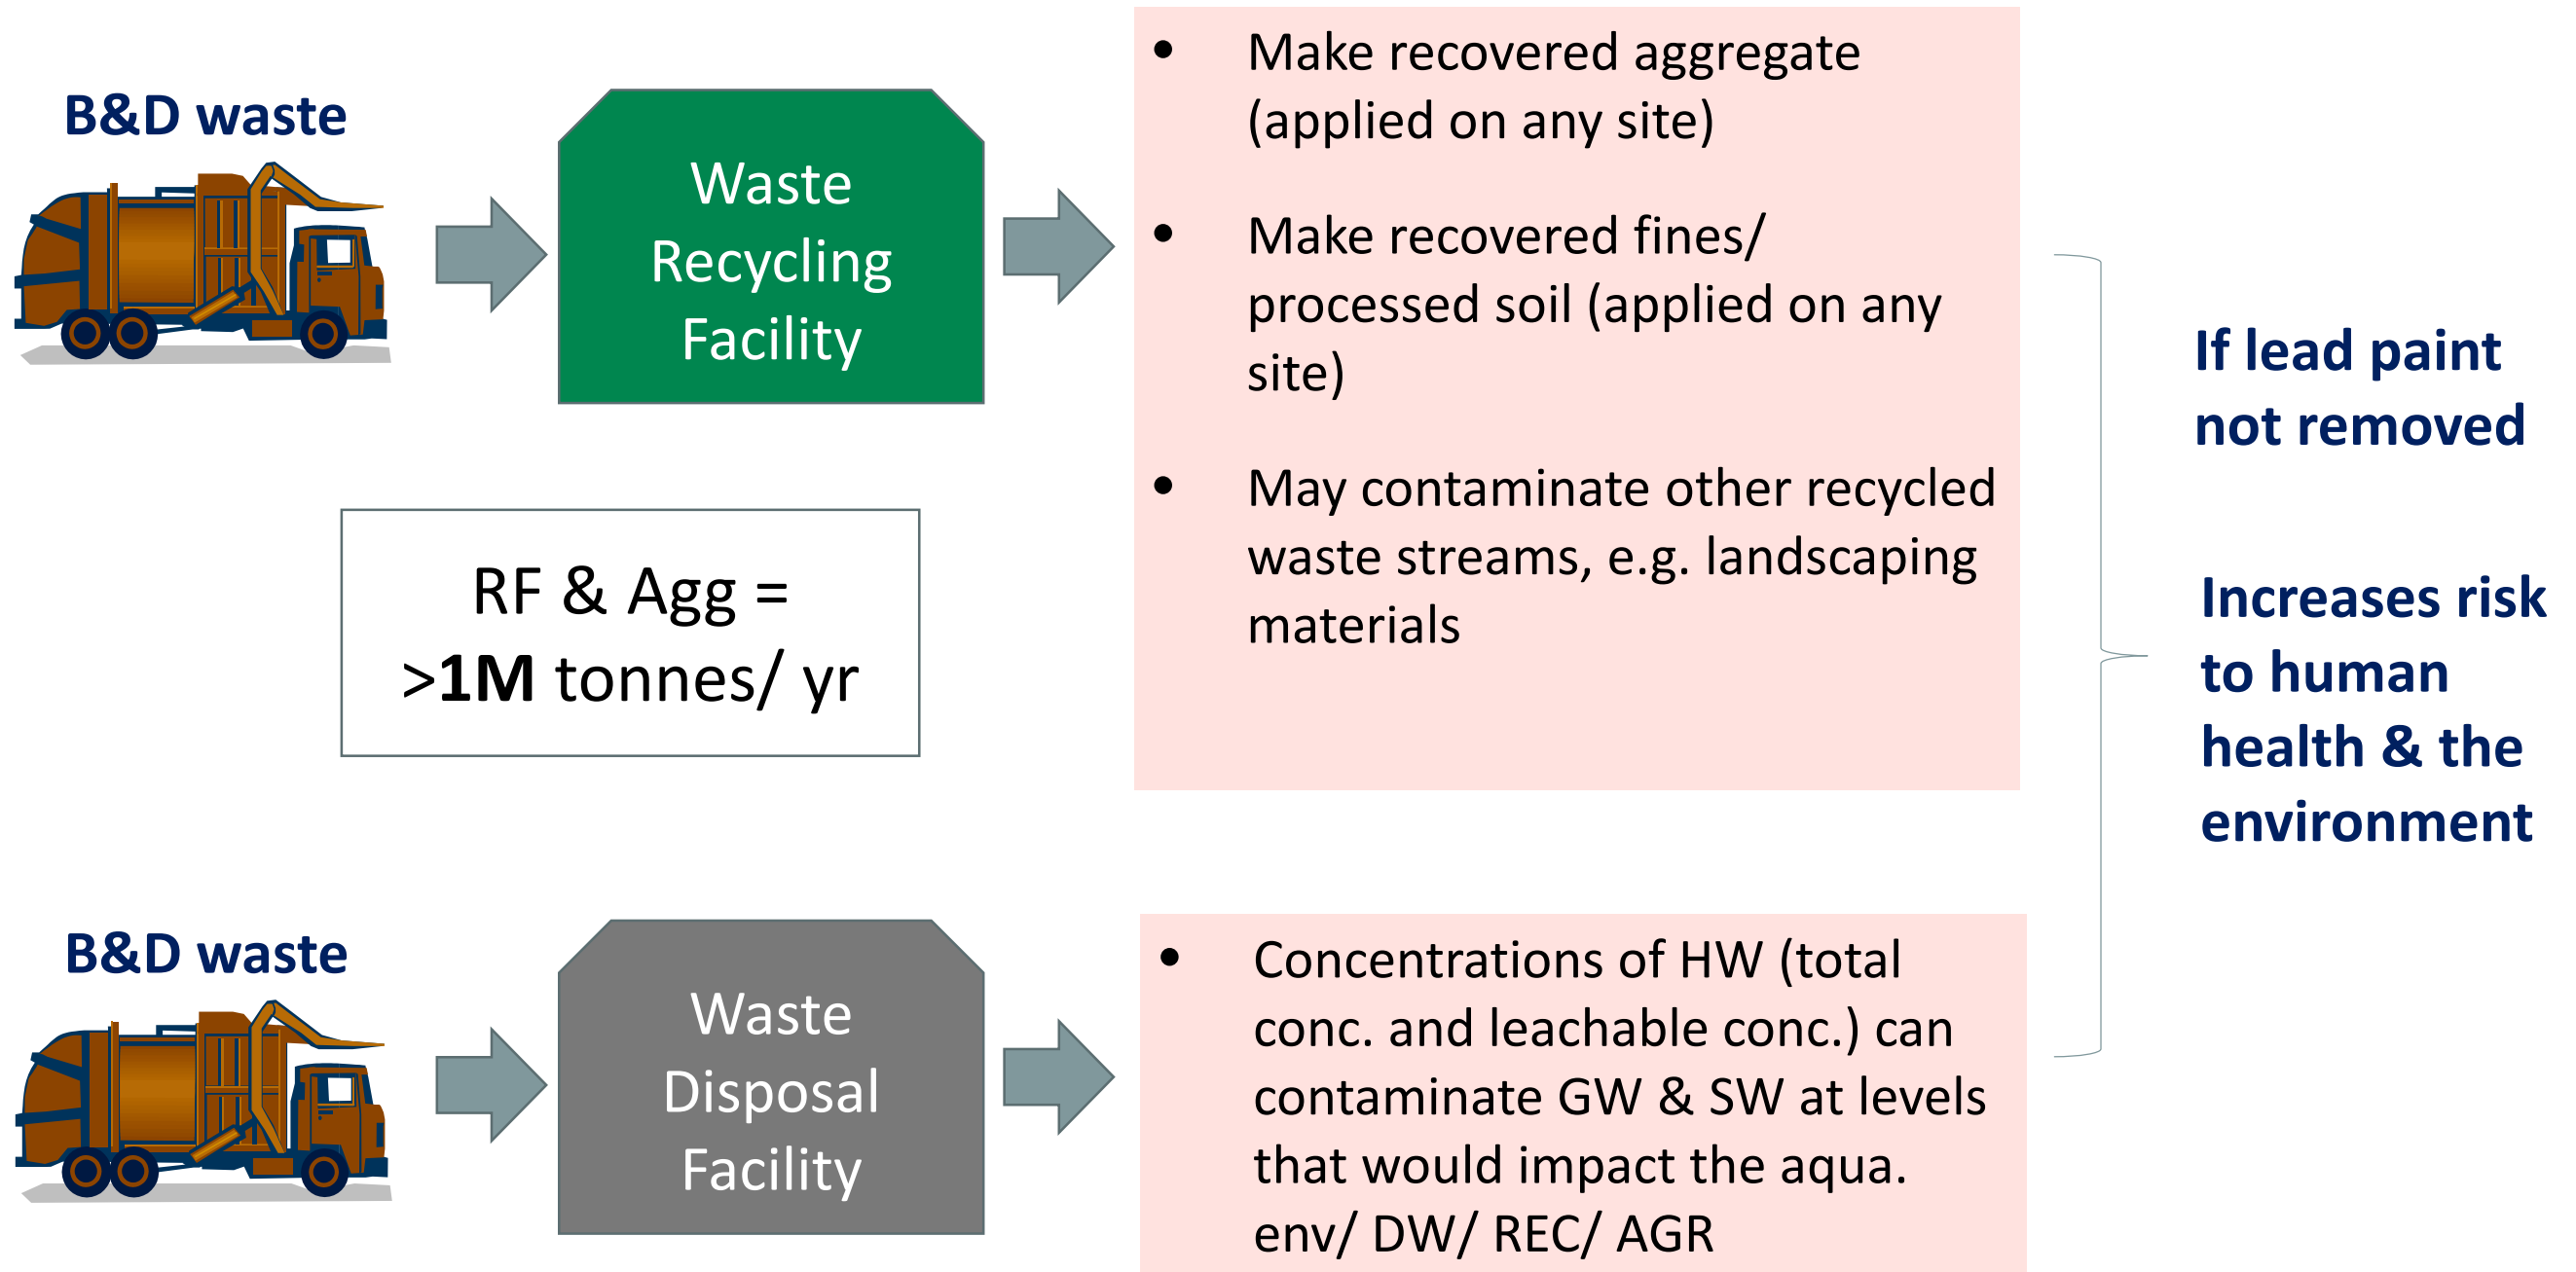 B&D waste
Waste
Recycling
Facility
• Make recovered aggregate
(applied on any site)
• Make recovered fines/
processed soil (applied on any
site)
• May contaminate other recycled
waste streams, e.g. landscaping
materials
RF & Agg =
>1M tonnes/ yr
If lead paint
not removed
Increases risk
to human
health & the
environment
B&D waste
Waste
Disposal
Facility
• Concentrations of HW (total
conc. and leachable conc.) can
contaminate GW & SW at levels
that would impact the aqua.
env/ DW/ REC/ AGR